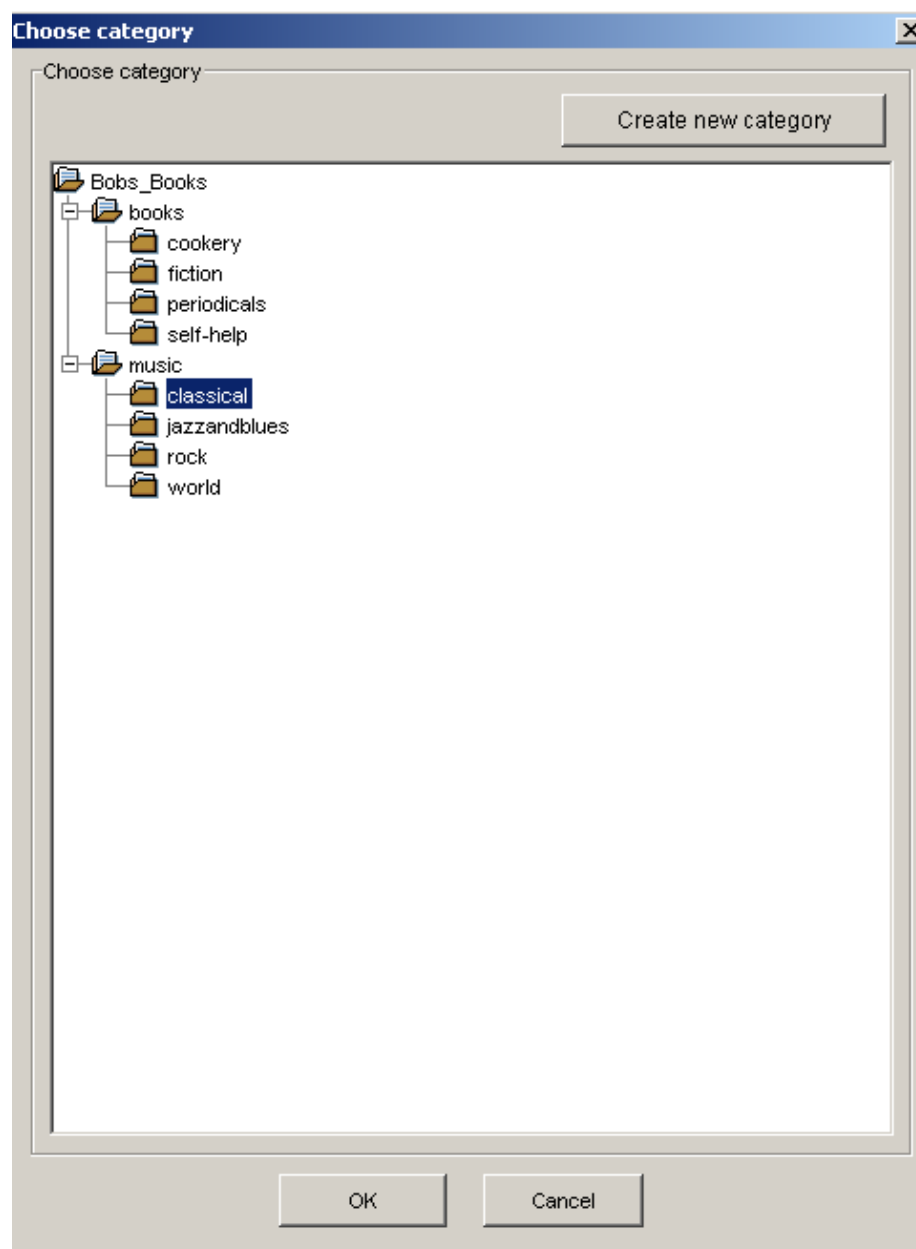 Choose category
Choose category
Create new category
Bobs_Books
books
cookery
fiction
periodicals
self-help
music
classical
jazzandblues
rock
world
OK Cancel